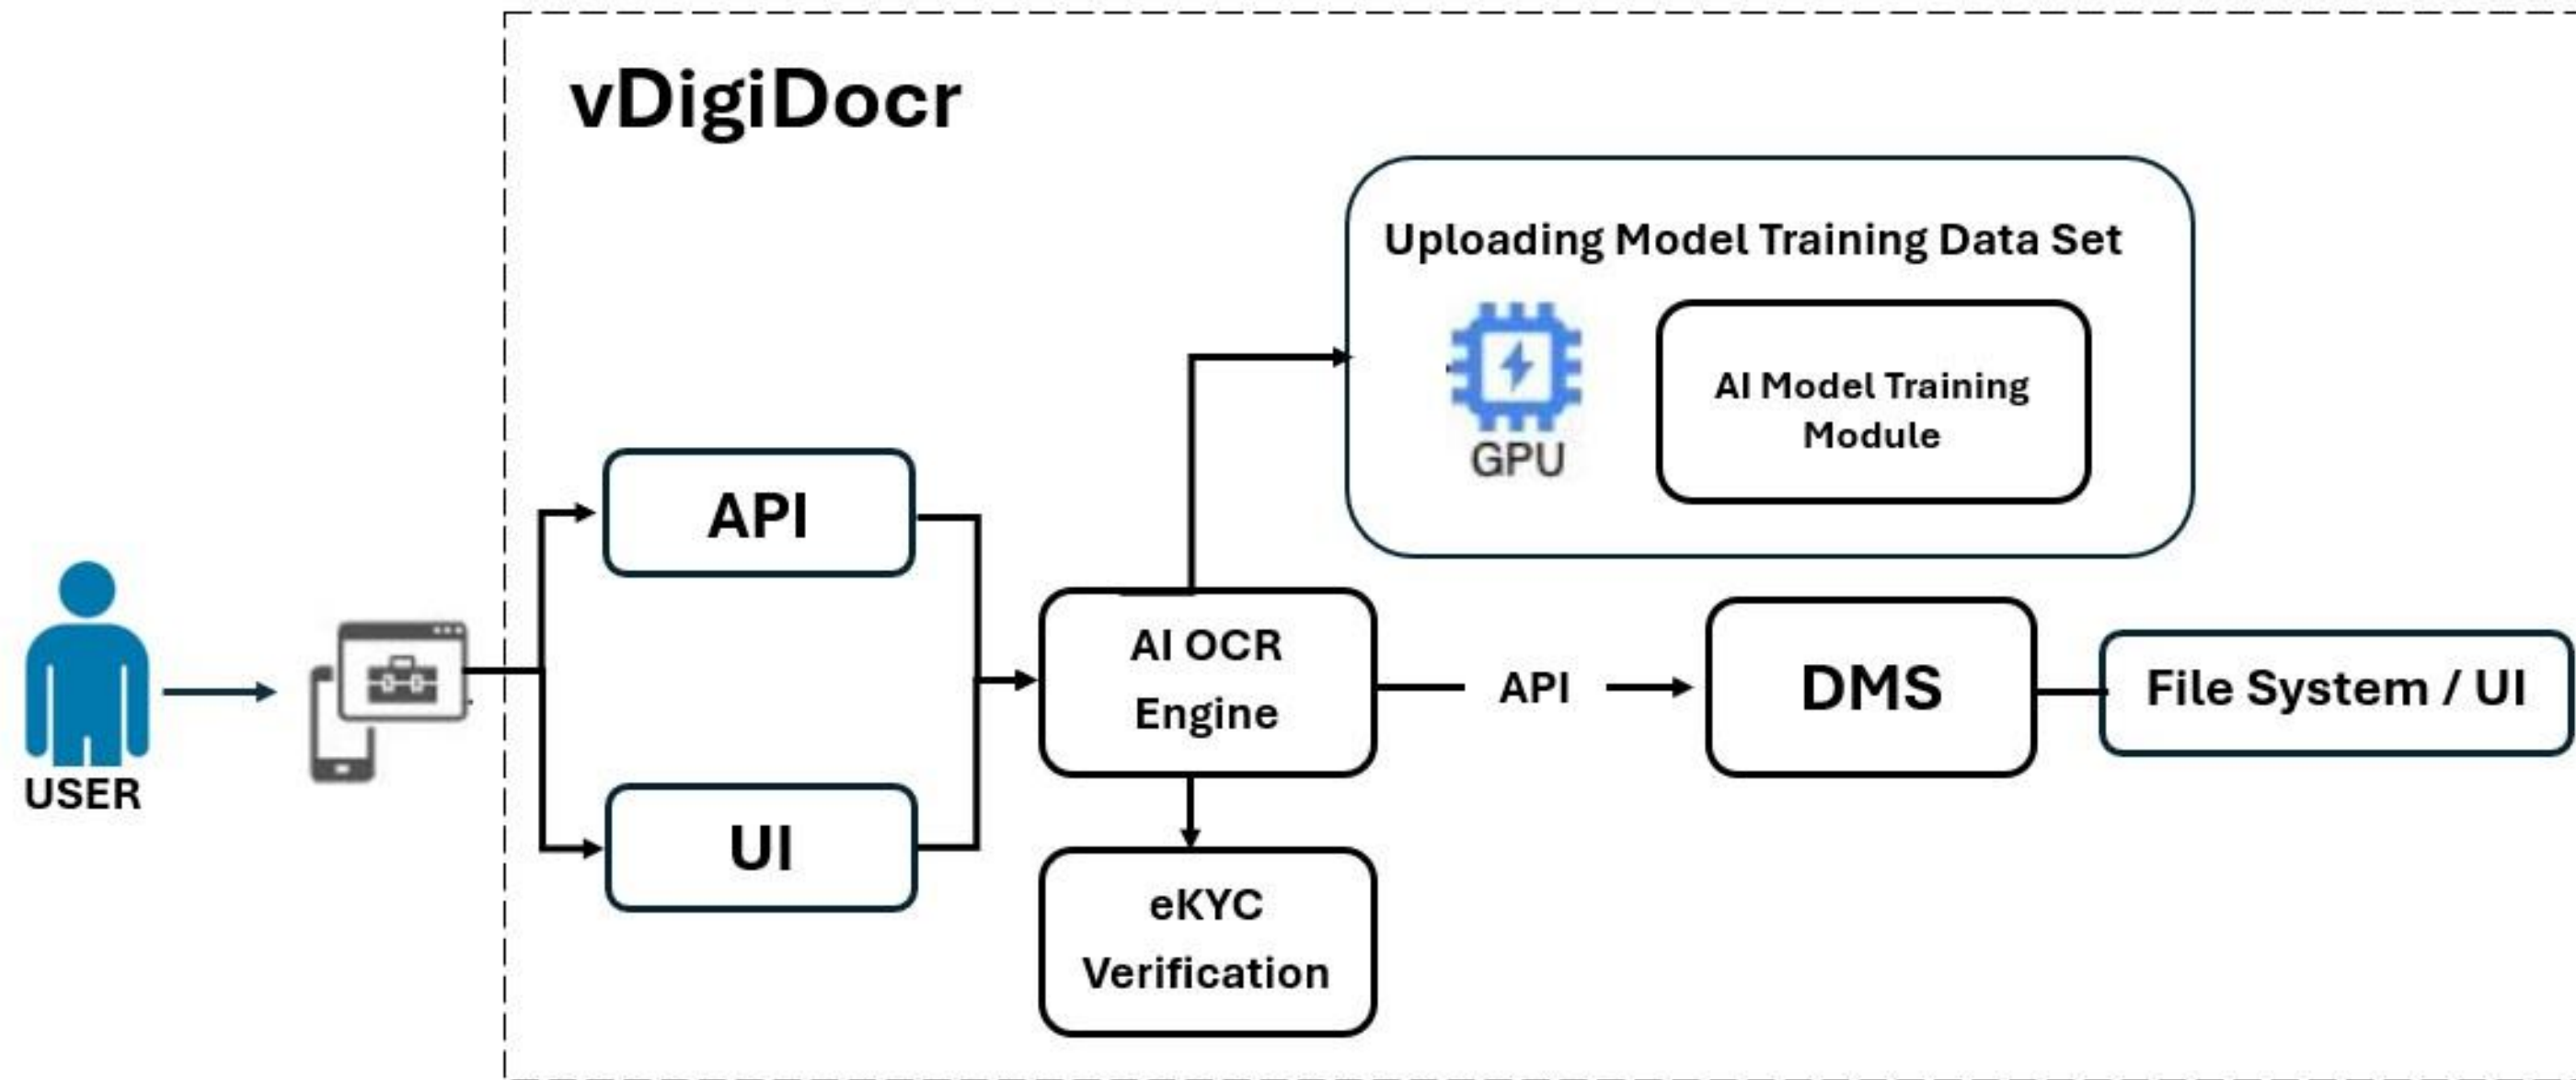 vDigiDocr
Uploading Model Training Data Set
GPU
AI Model Training
Module
API
UI
USER
AI OCR
Engine
API
DMS
File System / UI
eKYC
Verification